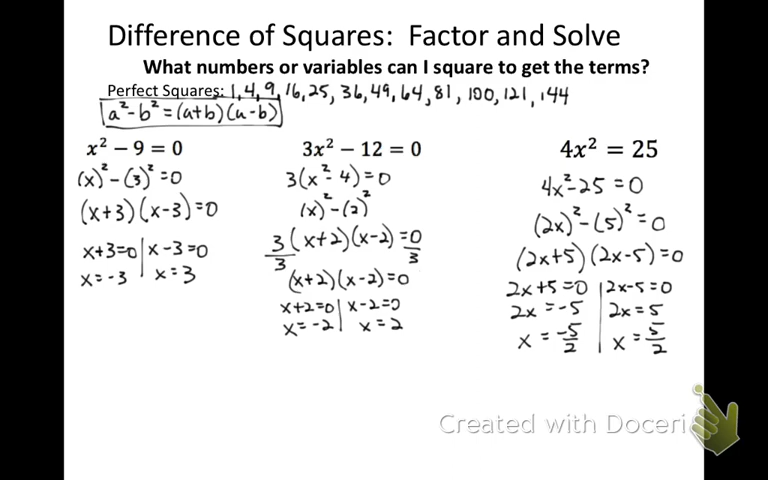 Difference of Squares: Factor and Solve
What numbers or variables can I square to get the terms?
Perfect Squares: 1, 4, 9, 16, 25, 36, 49, 64, 81, 100, 121, 144
a² - b² = (a+b)(a-b)
x² − 9 = 0
(x)² - (3)² = 0
(x+3)(x-3) = 0
x+3=0 | x-3=0
x=-3 | x=3
3x² − 12 = 0
3(x² - 4) = 0
(x)² - (2)²
3(x+2)(x-2) = 0
3 3
(x+2)(x-2) = 0
x+2=0 | x-2=0
x=-2 | x=2
4x² = 25
4x² - 25 = 0
(2x)² - (5)² = 0
(2x+5)(2x-5) = 0
2x+5=0 | 2x-5=0
2x=-5 | 2x=5
x = -5/2 | x = 5/2
Created with Doceri